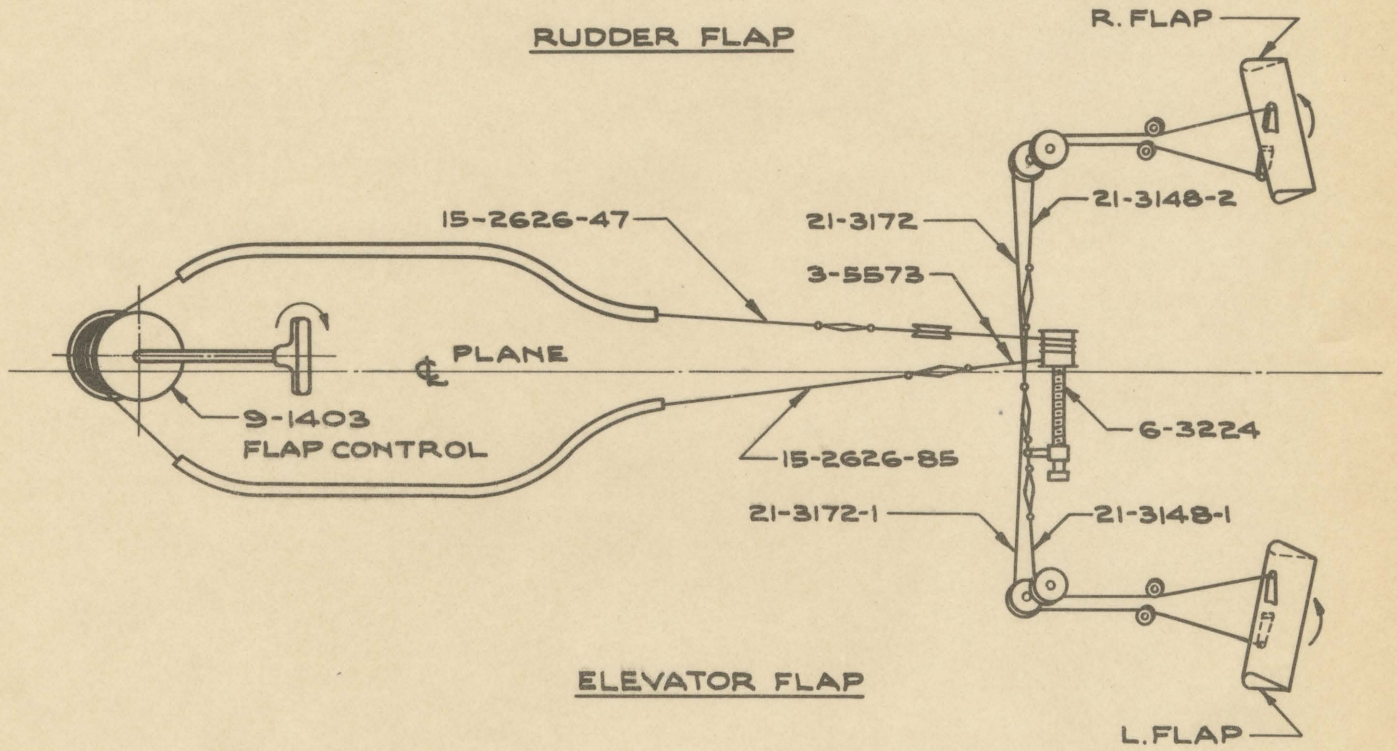 RUDDER FLAP
R. FLAP
15-2626-47
21-3172
21-3148-2
3-5573
℄ PLANE
9-1403
FLAP CONTROL
6-3224
15-2626-85
21-3172-1
21-3148-1
ELEVATOR FLAP
L. FLAP